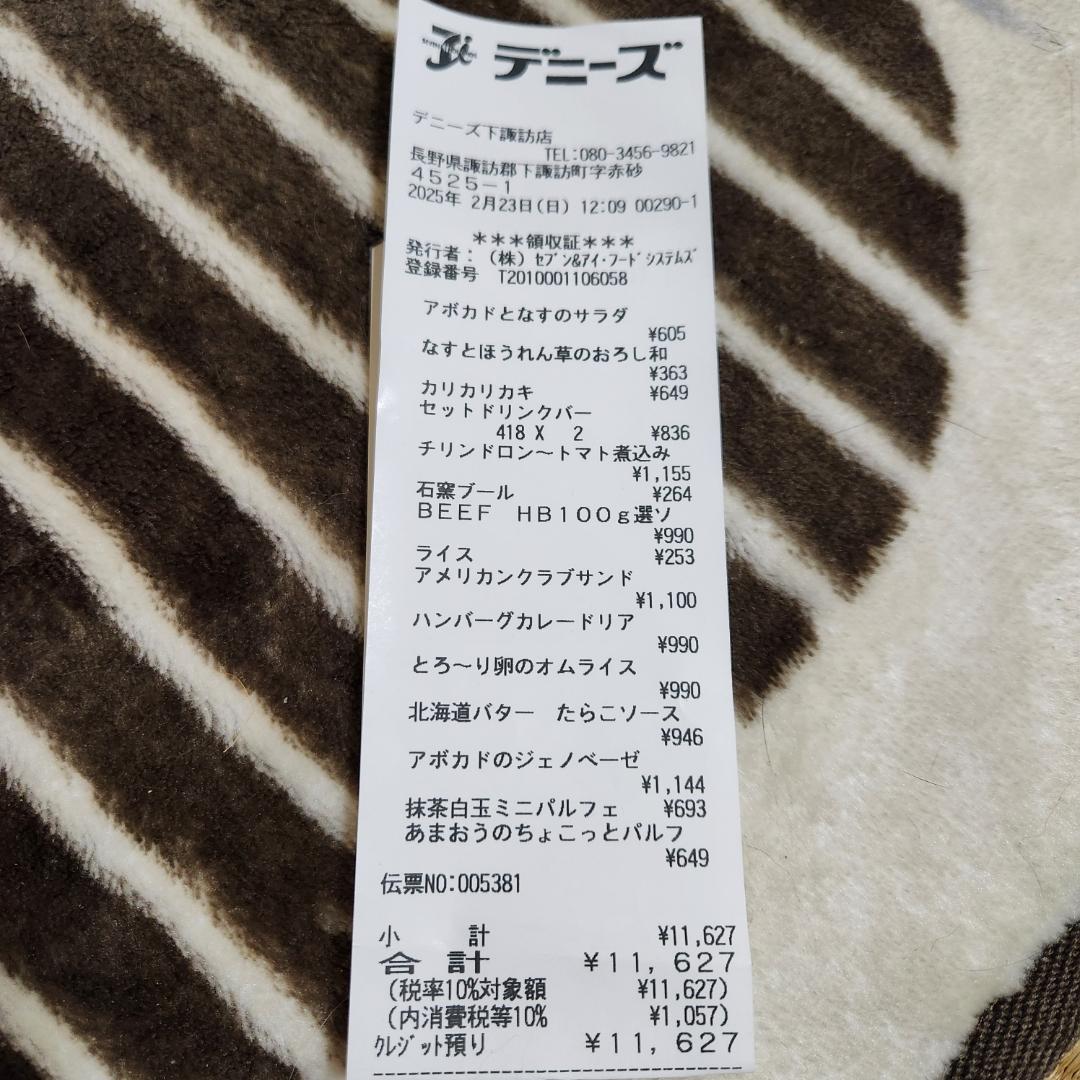 デニーズ
デニーズ下諏訪店
TEL:080-3456-9821
長野県諏訪郡下諏訪町字赤砂
4525-1
2025年 2月23日(日) 12:09 00290-1
***領収証***
発行者:(株)ｾﾌﾞﾝ&ｱｲ･ﾌｰﾄﾞｼｽﾃﾑｽﾞ
登録番号 T2010001106058
アボカドとなすのサラダ
¥605
なすとほうれん草のおろし和
¥363
カリカリカキ ¥649
セットドリンクバー
418 X 2 ¥836
チリンドロン～トマト煮込み
¥1,155
石窯ブール ¥264
BEEF HB100g選ソ
¥990
ライス ¥253
アメリカンクラブサンド
¥1,100
ハンバーグカレードリア
¥990
とろ～り卵のオムライス
¥990
北海道バター たらこソース
¥946
アボカドのジェノベーゼ
¥1,144
抹茶白玉ミニパルフェ ¥693
あまおうのちょこっとパルフ
¥649
伝票NO:005381
小 計 ¥11,627
合 計 ¥11,627
(税率10%対象額 ¥11,627)
(内消費税等10% ¥1,057)
ｸﾚｼﾞｯﾄ預り ¥11,627